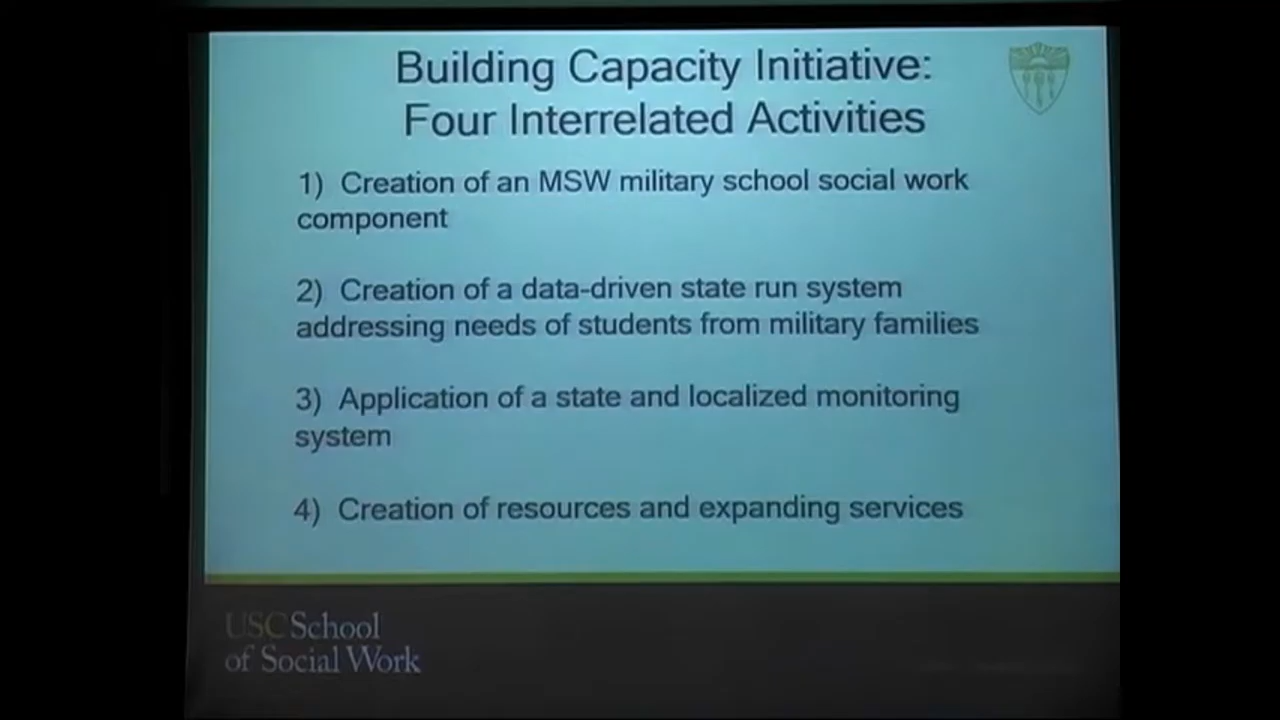 Building Capacity Initiative:
Four Interrelated Activities
1) Creation of an MSW military school social work
component
2) Creation of a data-driven state run system
addressing needs of students from military families
3) Application of a state and localized monitoring
system
4) Creation of resources and expanding services
USC School
of Social Work